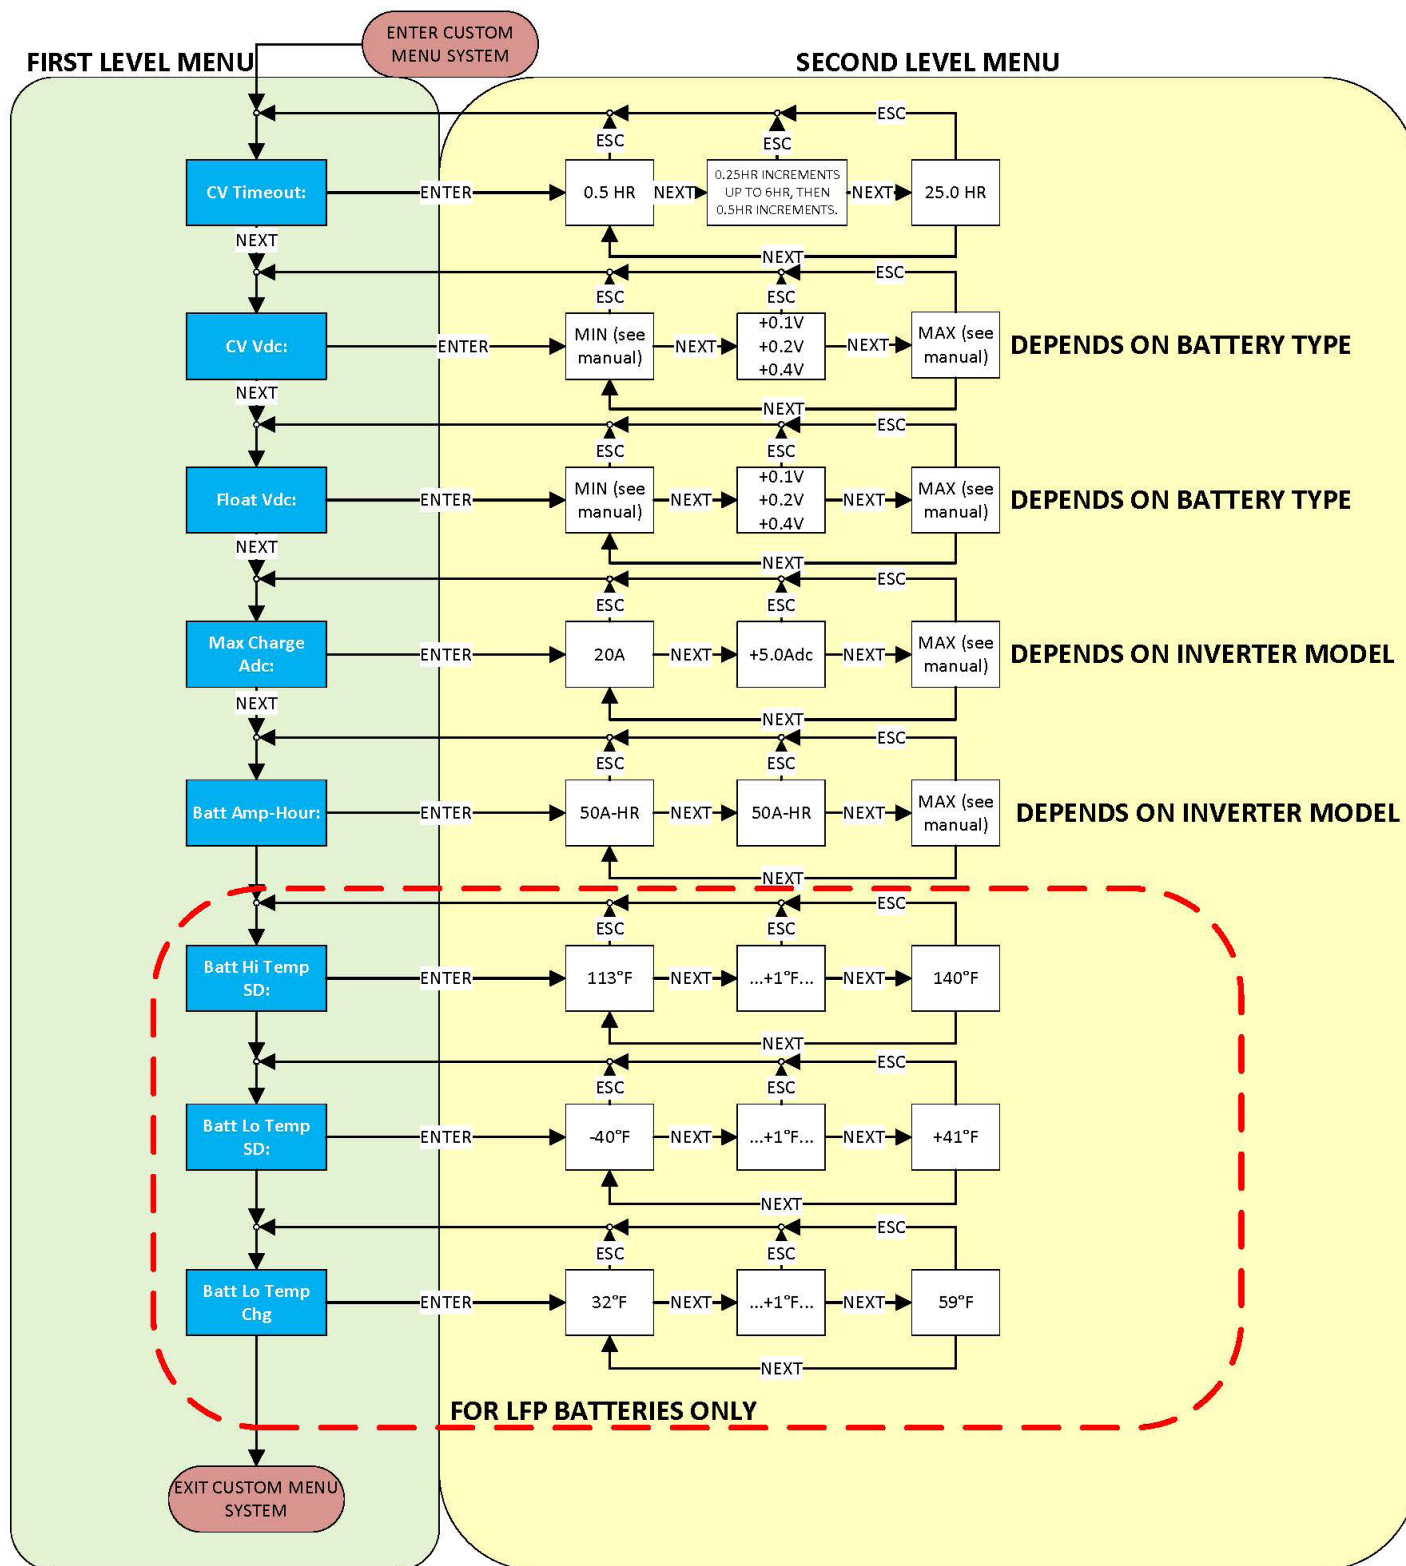 ENTER CUSTOM
MENU SYSTEM
FIRST LEVEL MENU
SECOND LEVEL MENU
ESC
ESC
ESC
CV Timeout:
ENTER
0.5 HR
NEXT
0.25HR INCREMENTS
UP TO 6HR, THEN
0.5HR INCREMENTS.
NEXT
25.0 HR
NEXT
NEXT
ESC
ESC
ESC
CV Vdc:
ENTER
MIN (see
manual)
NEXT
+0.1V
+0.2V
+0.4V
NEXT
MAX (see
manual)
DEPENDS ON BATTERY TYPE
NEXT
NEXT
ESC
ESC
ESC
Float Vdc:
ENTER
MIN (see
manual)
NEXT
+0.1V
+0.2V
+0.4V
NEXT
MAX (see
manual)
DEPENDS ON BATTERY TYPE
NEXT
NEXT
ESC
ESC
ESC
Max Charge
Adc:
ENTER
20A
NEXT
+5.0Adc
NEXT
MAX (see
manual)
DEPENDS ON INVERTER MODEL
NEXT
NEXT
ESC
ESC
ESC
Batt Amp-Hour:
ENTER
50A-HR
NEXT
50A-HR
NEXT
MAX (see
manual)
DEPENDS ON INVERTER MODEL
NEXT
ESC
ESC
ESC
Batt Hi Temp
SD:
ENTER
113°F
NEXT
...+1°F...
NEXT
140°F
NEXT
ESC
ESC
ESC
Batt Lo Temp
SD:
ENTER
-40°F
NEXT
...+1°F...
NEXT
+41°F
NEXT
ESC
ESC
ESC
Batt Lo Temp
Chg
ENTER
32°F
NEXT
...+1°F...
NEXT
59°F
NEXT
FOR LFP BATTERIES ONLY
EXIT CUSTOM MENU
SYSTEM